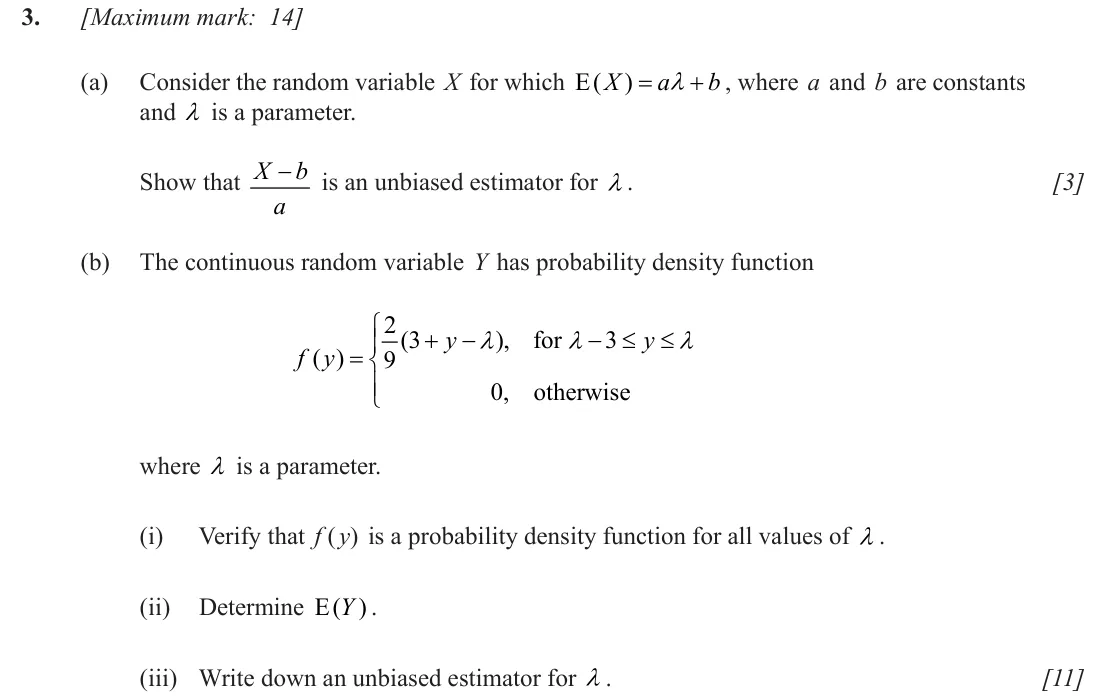 3. [Maximum mark: 14]
(a) Consider the random variable X for which E(X) = aλ + b, where a and b are constants
and λ is a parameter.
Show that (X − b)/a is an unbiased estimator for λ. [3]
(b) The continuous random variable Y has probability density function
f(y) = { 2/9 (3 + y − λ), for λ − 3 ≤ y ≤ λ
0, otherwise
where λ is a parameter.
(i) Verify that f(y) is a probability density function for all values of λ.
(ii) Determine E(Y).
(iii) Write down an unbiased estimator for λ. [11]